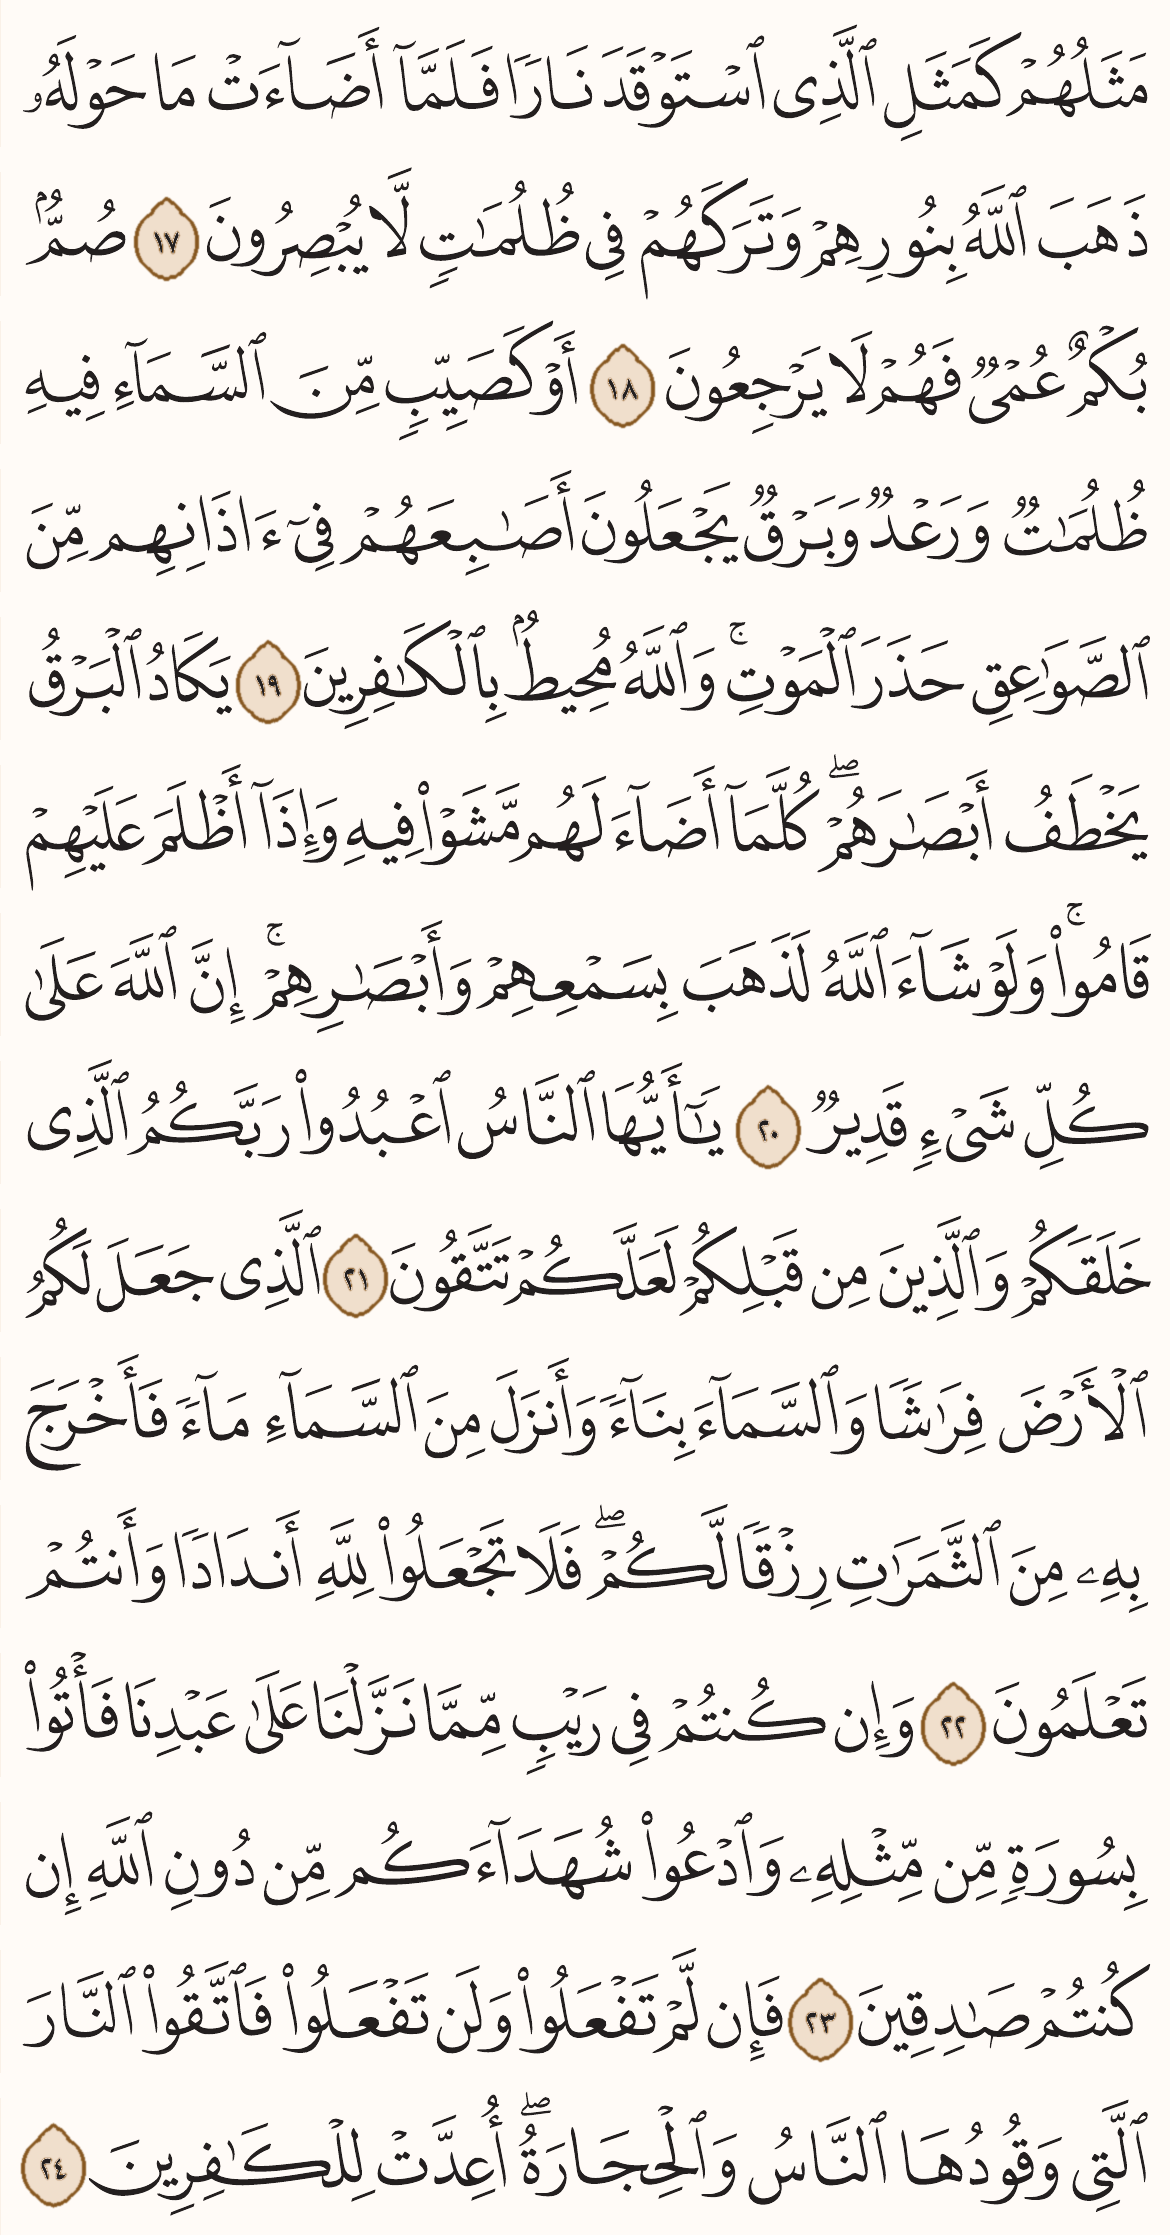 مَثَلُهُمْ كَمَثَلِ ٱلَّذِى ٱسْتَوْقَدَ نَارًا فَلَمَّآ أَضَآءَتْ مَا حَوْلَهُۥ
ذَهَبَ ٱللَّهُ بِنُورِهِمْ وَتَرَكَهُمْ فِى ظُلُمَـٰتٍ لَّا يُبْصِرُونَ ١٧ صُمٌّۢ
بُكْمٌ عُمْىٌ فَهُمْ لَا يَرْجِعُونَ ١٨ أَوْ كَصَيِّبٍ مِّنَ ٱلسَّمَآءِ فِيهِ
ظُلُمَـٰتٌ وَرَعْدٌ وَبَرْقٌ يَجْعَلُونَ أَصَـٰبِعَهُمْ فِىٓ ءَاذَانِهِم مِّنَ
ٱلصَّوَٰعِقِ حَذَرَ ٱلْمَوْتِ ۚ وَٱللَّهُ مُحِيطٌۢ بِٱلْكَـٰفِرِينَ ١٩ يَكَادُ ٱلْبَرْقُ
يَخْطَفُ أَبْصَـٰرَهُمْ ۖ كُلَّمَآ أَضَآءَ لَهُم مَّشَوْا۟ فِيهِ وَإِذَآ أَظْلَمَ عَلَيْهِمْ
قَامُوا۟ ۚ وَلَوْ شَآءَ ٱللَّهُ لَذَهَبَ بِسَمْعِهِمْ وَأَبْصَـٰرِهِمْ ۚ إِنَّ ٱللَّهَ عَلَىٰ
كُلِّ شَىْءٍ قَدِيرٌ ٢٠ يَـٰٓأَيُّهَا ٱلنَّاسُ ٱعْبُدُوا۟ رَبَّكُمُ ٱلَّذِى
خَلَقَكُمْ وَٱلَّذِينَ مِن قَبْلِكُمْ لَعَلَّكُمْ تَتَّقُونَ ٢١ ٱلَّذِى جَعَلَ لَكُمُ
ٱلْأَرْضَ فِرَٰشًا وَٱلسَّمَآءَ بِنَآءً وَأَنزَلَ مِنَ ٱلسَّمَآءِ مَآءً فَأَخْرَجَ
بِهِۦ مِنَ ٱلثَّمَرَٰتِ رِزْقًا لَّكُمْ ۖ فَلَا تَجْعَلُوا۟ لِلَّهِ أَندَادًا وَأَنتُمْ
تَعْلَمُونَ ٢٢ وَإِن كُنتُمْ فِى رَيْبٍ مِّمَّا نَزَّلْنَا عَلَىٰ عَبْدِنَا فَأْتُوا۟
بِسُورَةٍ مِّن مِّثْلِهِۦ وَٱدْعُوا۟ شُهَدَآءَكُم مِّن دُونِ ٱللَّهِ إِن
كُنتُمْ صَـٰدِقِينَ ٢٣ فَإِن لَّمْ تَفْعَلُوا۟ وَلَن تَفْعَلُوا۟ فَٱتَّقُوا۟ ٱلنَّارَ
ٱلَّتِى وَقُودُهَا ٱلنَّاسُ وَٱلْحِجَارَةُ ۖ أُعِدَّتْ لِلْكَـٰفِرِينَ ٢٤